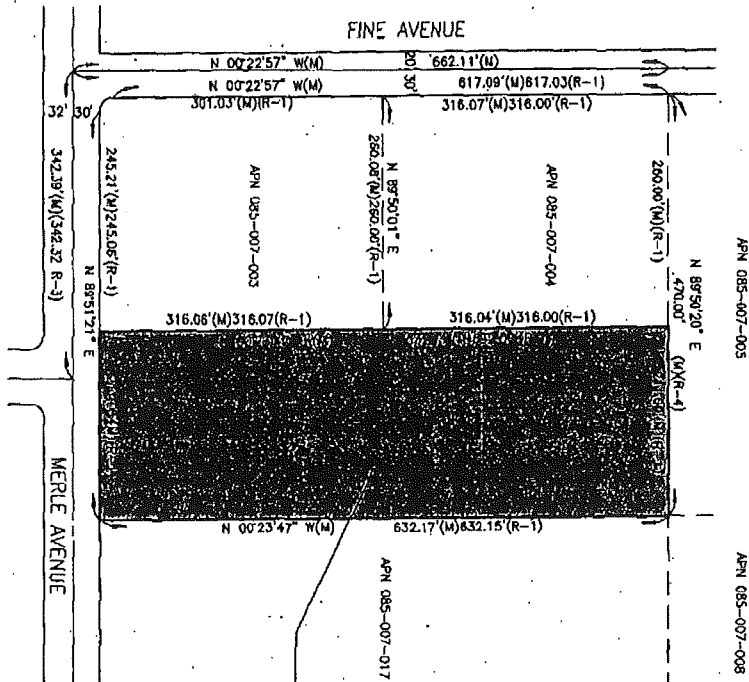 FINE AVENUE
N 00°22'57" W(M)
20'
662.11'(M)
N 00°22'57" W(M)
30'
617.09'(M)617.03(R-1)
301.03'(M)(R-1)
316.07'(M)316.00'(R-1)
32'
30'
342.39'(M)(342.32 R-3)
245.21'(M)245.06'(R-1)
N 89°51'21" E
APN 085-007-003
N 89°50'01" E
260.08'(M)260.00'(R-1)
APN 085-007-004
260.00'(M)(R-1)
N 89°50'20" E
470.00'
(M)(R-4)
APN 085-007-005
316.06'(M)316.07(R-1)
316.04'(M)316.00(R-1)
MERLE AVENUE
N 00°23'47" W(M)
632.17'(M)632.15'(R-1)
APN 085-007-017
APN 085-007-008